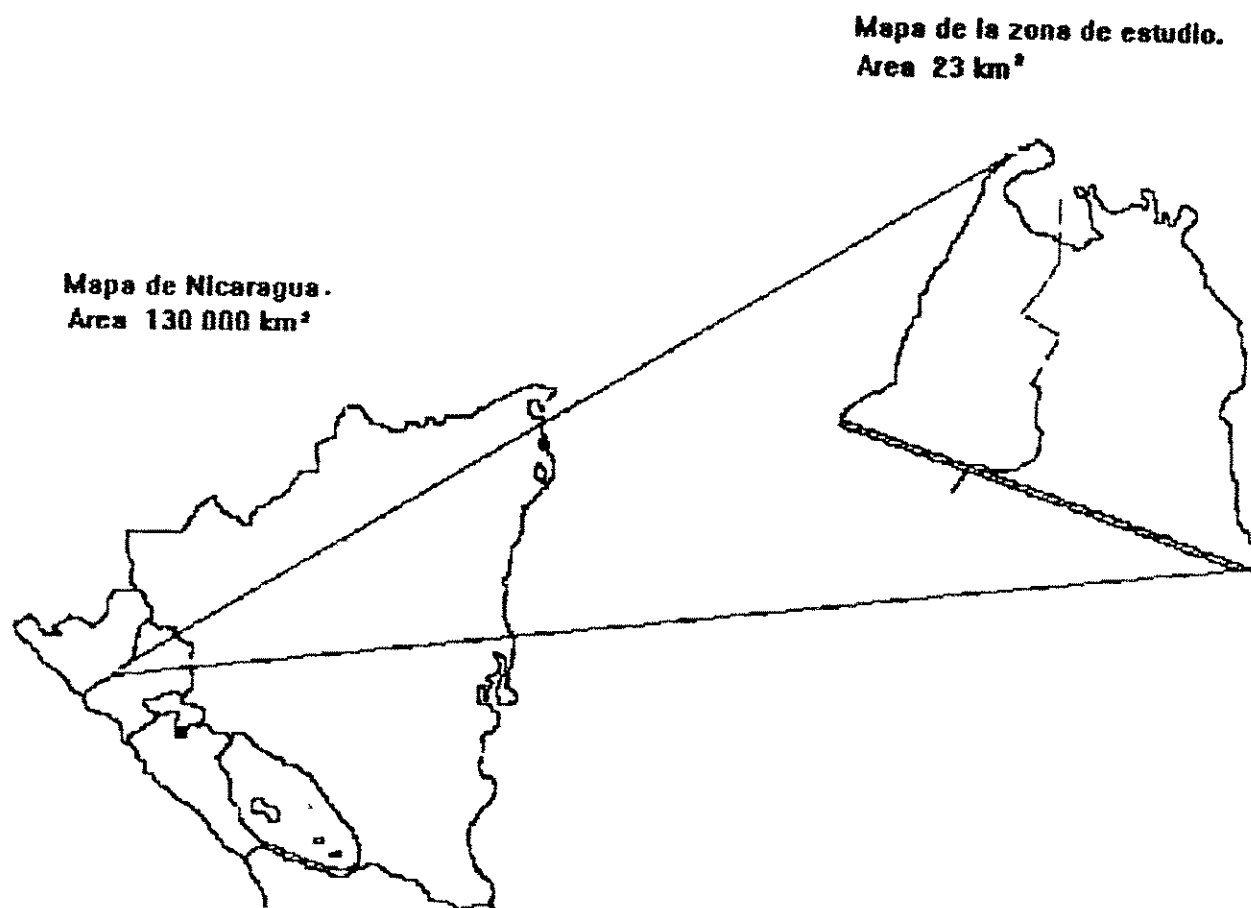 Mapa de la zona de estudio.
Area 23 km²
Mapa de Nicaragua.
Area 130 000 km²